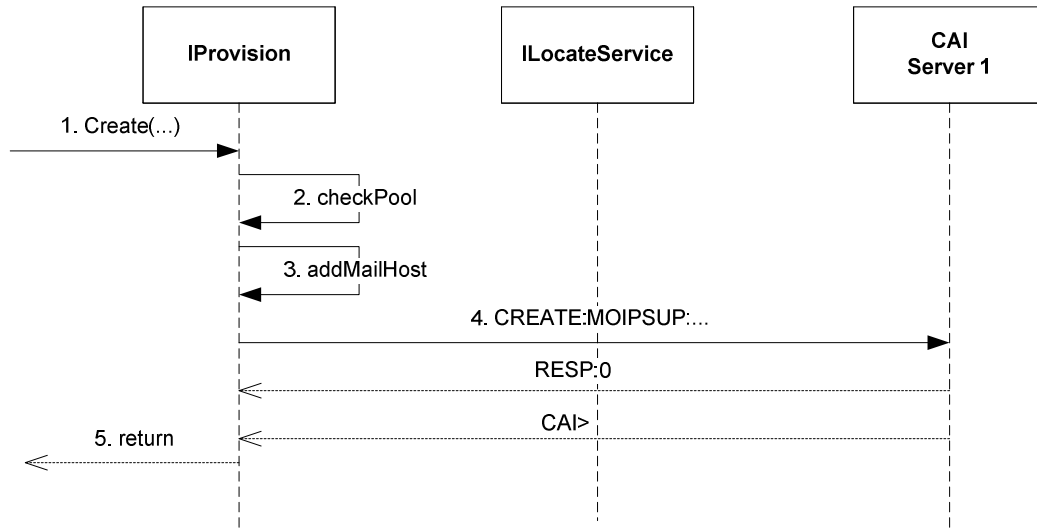 IProvision
ILocateService
CAI
Server 1
1. Create(...)
2. checkPool
3. addMailHost
4. CREATE:MOIPSUP:...
RESP:0
CAI>
5. return